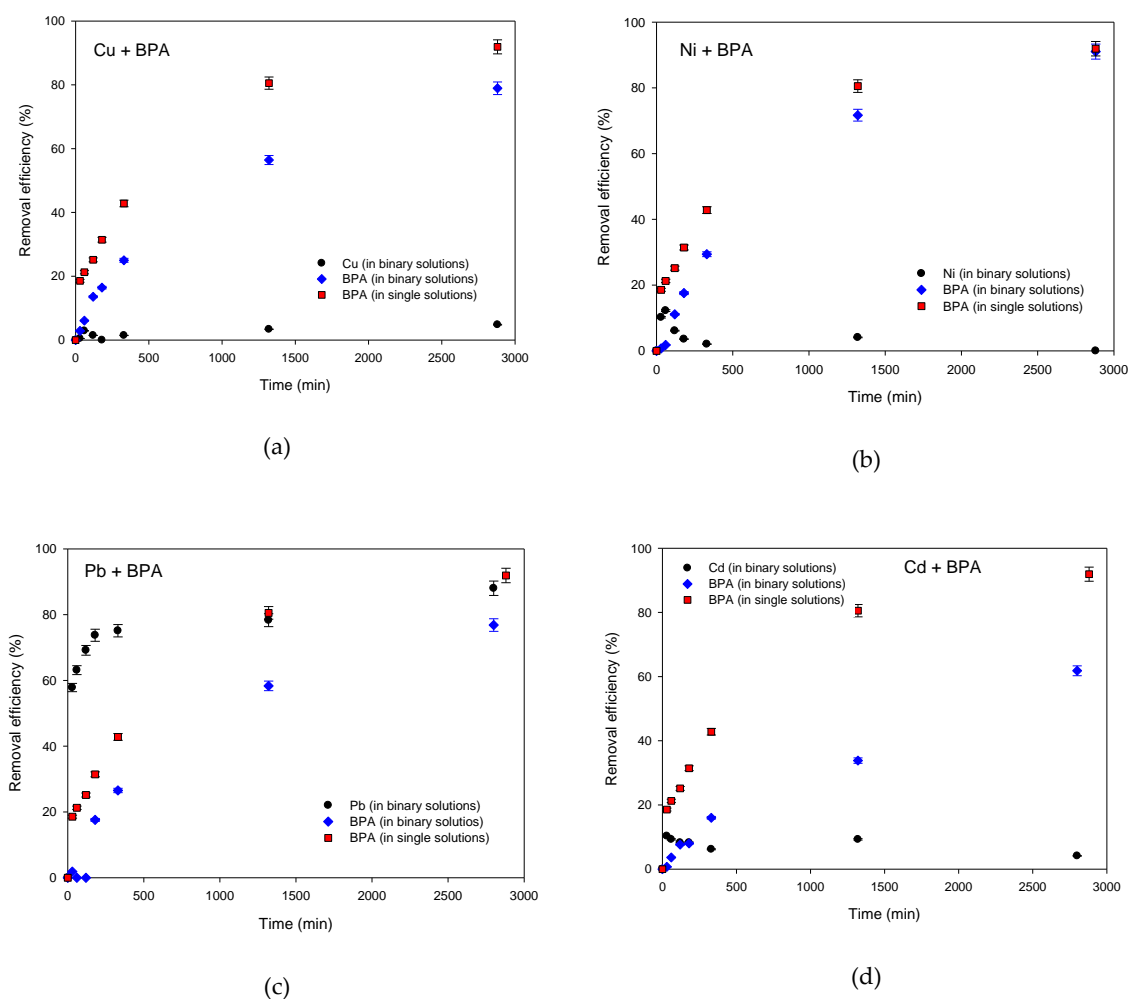 Cu + BPA
Removal efficiency (%)
100
80
60
40
20
0
Cu (in binary solutions)
BPA (in binary solutions)
BPA (in single solutions)
0 500 1000 1500 2000 2500 3000
Time (min)
(a)
Ni + BPA
Removal efficiency (%)
100
80
60
40
20
0
Ni (in binary solutions)
BPA (in binary solutions)
BPA (in single solutions)
0 500 1000 1500 2000 2500 3000
Time (min)
(b)
Pb + BPA
Removal efficiency (%)
100
80
60
40
20
0
Pb (in binary solutions)
BPA (in binary solutios)
BPA (in single solutions)
0 500 1000 1500 2000 2500 3000
Time (min)
(c)
Cd + BPA
Removal efficiency (%)
100
80
60
40
20
0
Cd (in binary solutions)
BPA (in binary solutions)
BPA (in single solutions)
0 500 1000 1500 2000 2500 3000
Time (min)
(d)